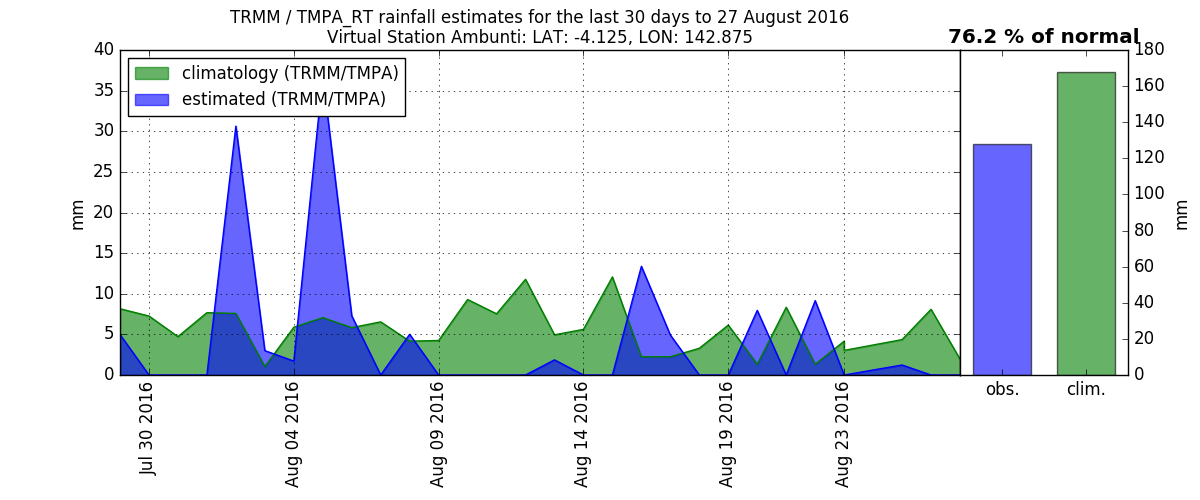 TRMM / TMPA_RT rainfall estimates for the last 30 days to 27 August 2016
Virtual Station Ambunti: LAT: -4.125, LON: 142.875
76.2 % of normal
climatology (TRMM/TMPA)
estimated (TRMM/TMPA)
40
35
30
25
20
15
10
5
0
mm
Jul 30 2016
Aug 04 2016
Aug 09 2016
Aug 14 2016
Aug 19 2016
Aug 23 2016
obs.
clim.
180
160
140
120
100
80
60
40
20
0
mm